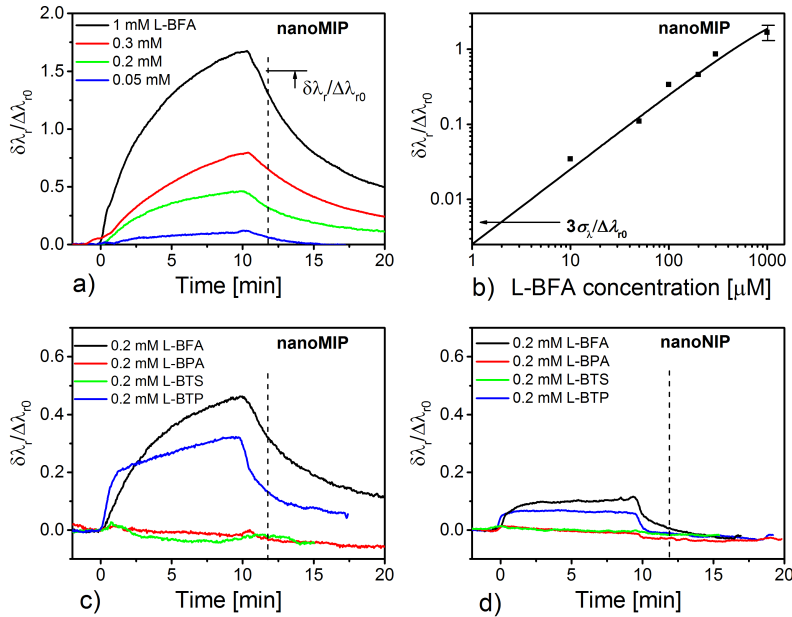 nanoMIP
1 mM L-BFA
0.3 mM
0.2 mM
0.05 mM
δλr/Δλr0
δλr/Δλr0
2.0
1.5
1.0
0.5
0.0
0 5 10 15 20
a) Time [min]
nanoMIP
δλr/Δλr0
1
0.1
0.01
3σλ/Δλr0
1 10 100 1000
b) L-BFA concentration [µM]
nanoMIP
0.2 mM L-BFA
0.2 mM L-BPA
0.2 mM L-BTS
0.2 mM L-BTP
δλr/Δλr0
0.6
0.4
0.2
0.0
0 5 10 15 20
c) Time [min]
nanoNIP
0.2 mM L-BFA
0.2 mM L-BPA
0.2 mM L-BTS
0.2 mM L-BTP
δλr/Δλr0
0.6
0.4
0.2
0.0
0 5 10 15 20
d) Time [min]